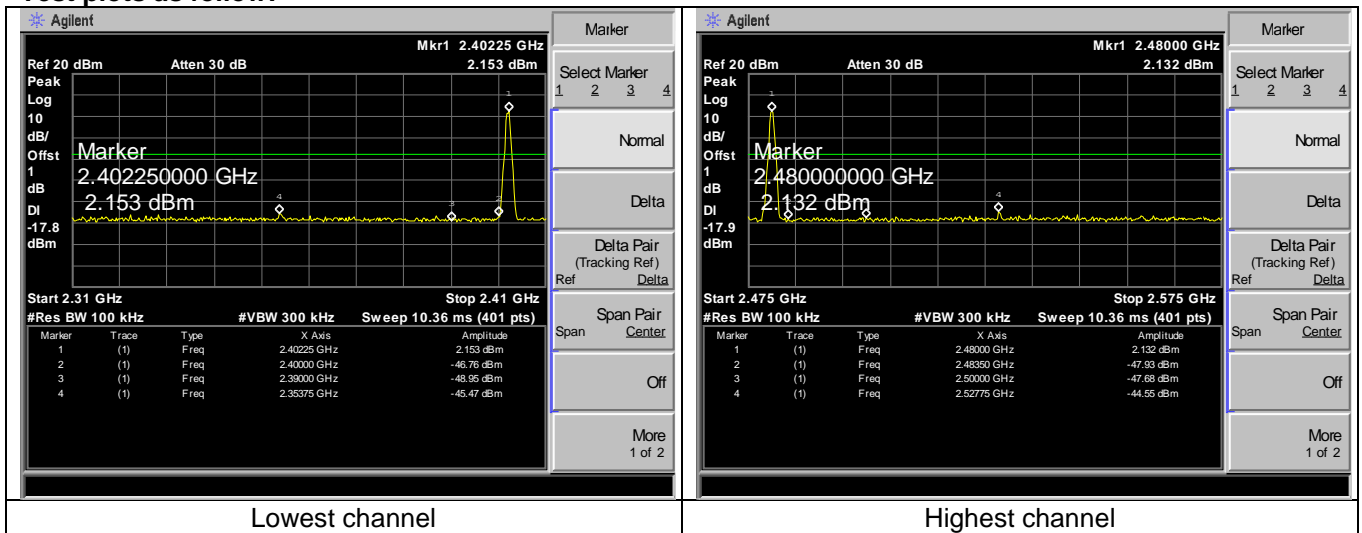 Test plots as follow:
Agilent
Marker
Mkr1 2.40225 GHz
Ref 20 dBm Atten 30 dB 2.153 dBm
Peak
Log
10
dB/
Offst
1
dB
DI
-17.8
dBm
1
4
3
Marker
2.402250000 GHz
2.153 dBm
Start 2.31 GHz Stop 2.41 GHz
#Res BW 100 kHz #VBW 300 kHz Sweep 10.36 ms (401 pts)
Marker Trace Type X Axis Amplitude
1 (1) Freq 2.40225 GHz 2.153 dBm
2 (1) Freq 2.40000 GHz -46.76 dBm
3 (1) Freq 2.39000 GHz -48.95 dBm
4 (1) Freq 2.35375 GHz -45.47 dBm
Select Marker
1 2 3 4
Normal
Delta
Delta Pair
(Tracking Ref)
Ref Delta
Span Pair
Span Center
Off
More
1 of 2
Lowest channel
Agilent
Marker
Mkr1 2.48000 GHz
Ref 20 dBm Atten 30 dB 2.132 dBm
Peak
Log
10
dB/
Offst
1
dB
DI
-17.9
dBm
1
4
Marker
2.480000000 GHz
2.132 dBm
Start 2.475 GHz Stop 2.575 GHz
#Res BW 100 kHz #VBW 300 kHz Sweep 10.36 ms (401 pts)
Marker Trace Type X Axis Amplitude
1 (1) Freq 2.48000 GHz 2.132 dBm
2 (1) Freq 2.48350 GHz -47.93 dBm
3 (1) Freq 2.50000 GHz -47.68 dBm
4 (1) Freq 2.52775 GHz -44.55 dBm
Select Marker
1 2 3 4
Normal
Delta
Delta Pair
(Tracking Ref)
Ref Delta
Span Pair
Span Center
Off
More
1 of 2
Highest channel